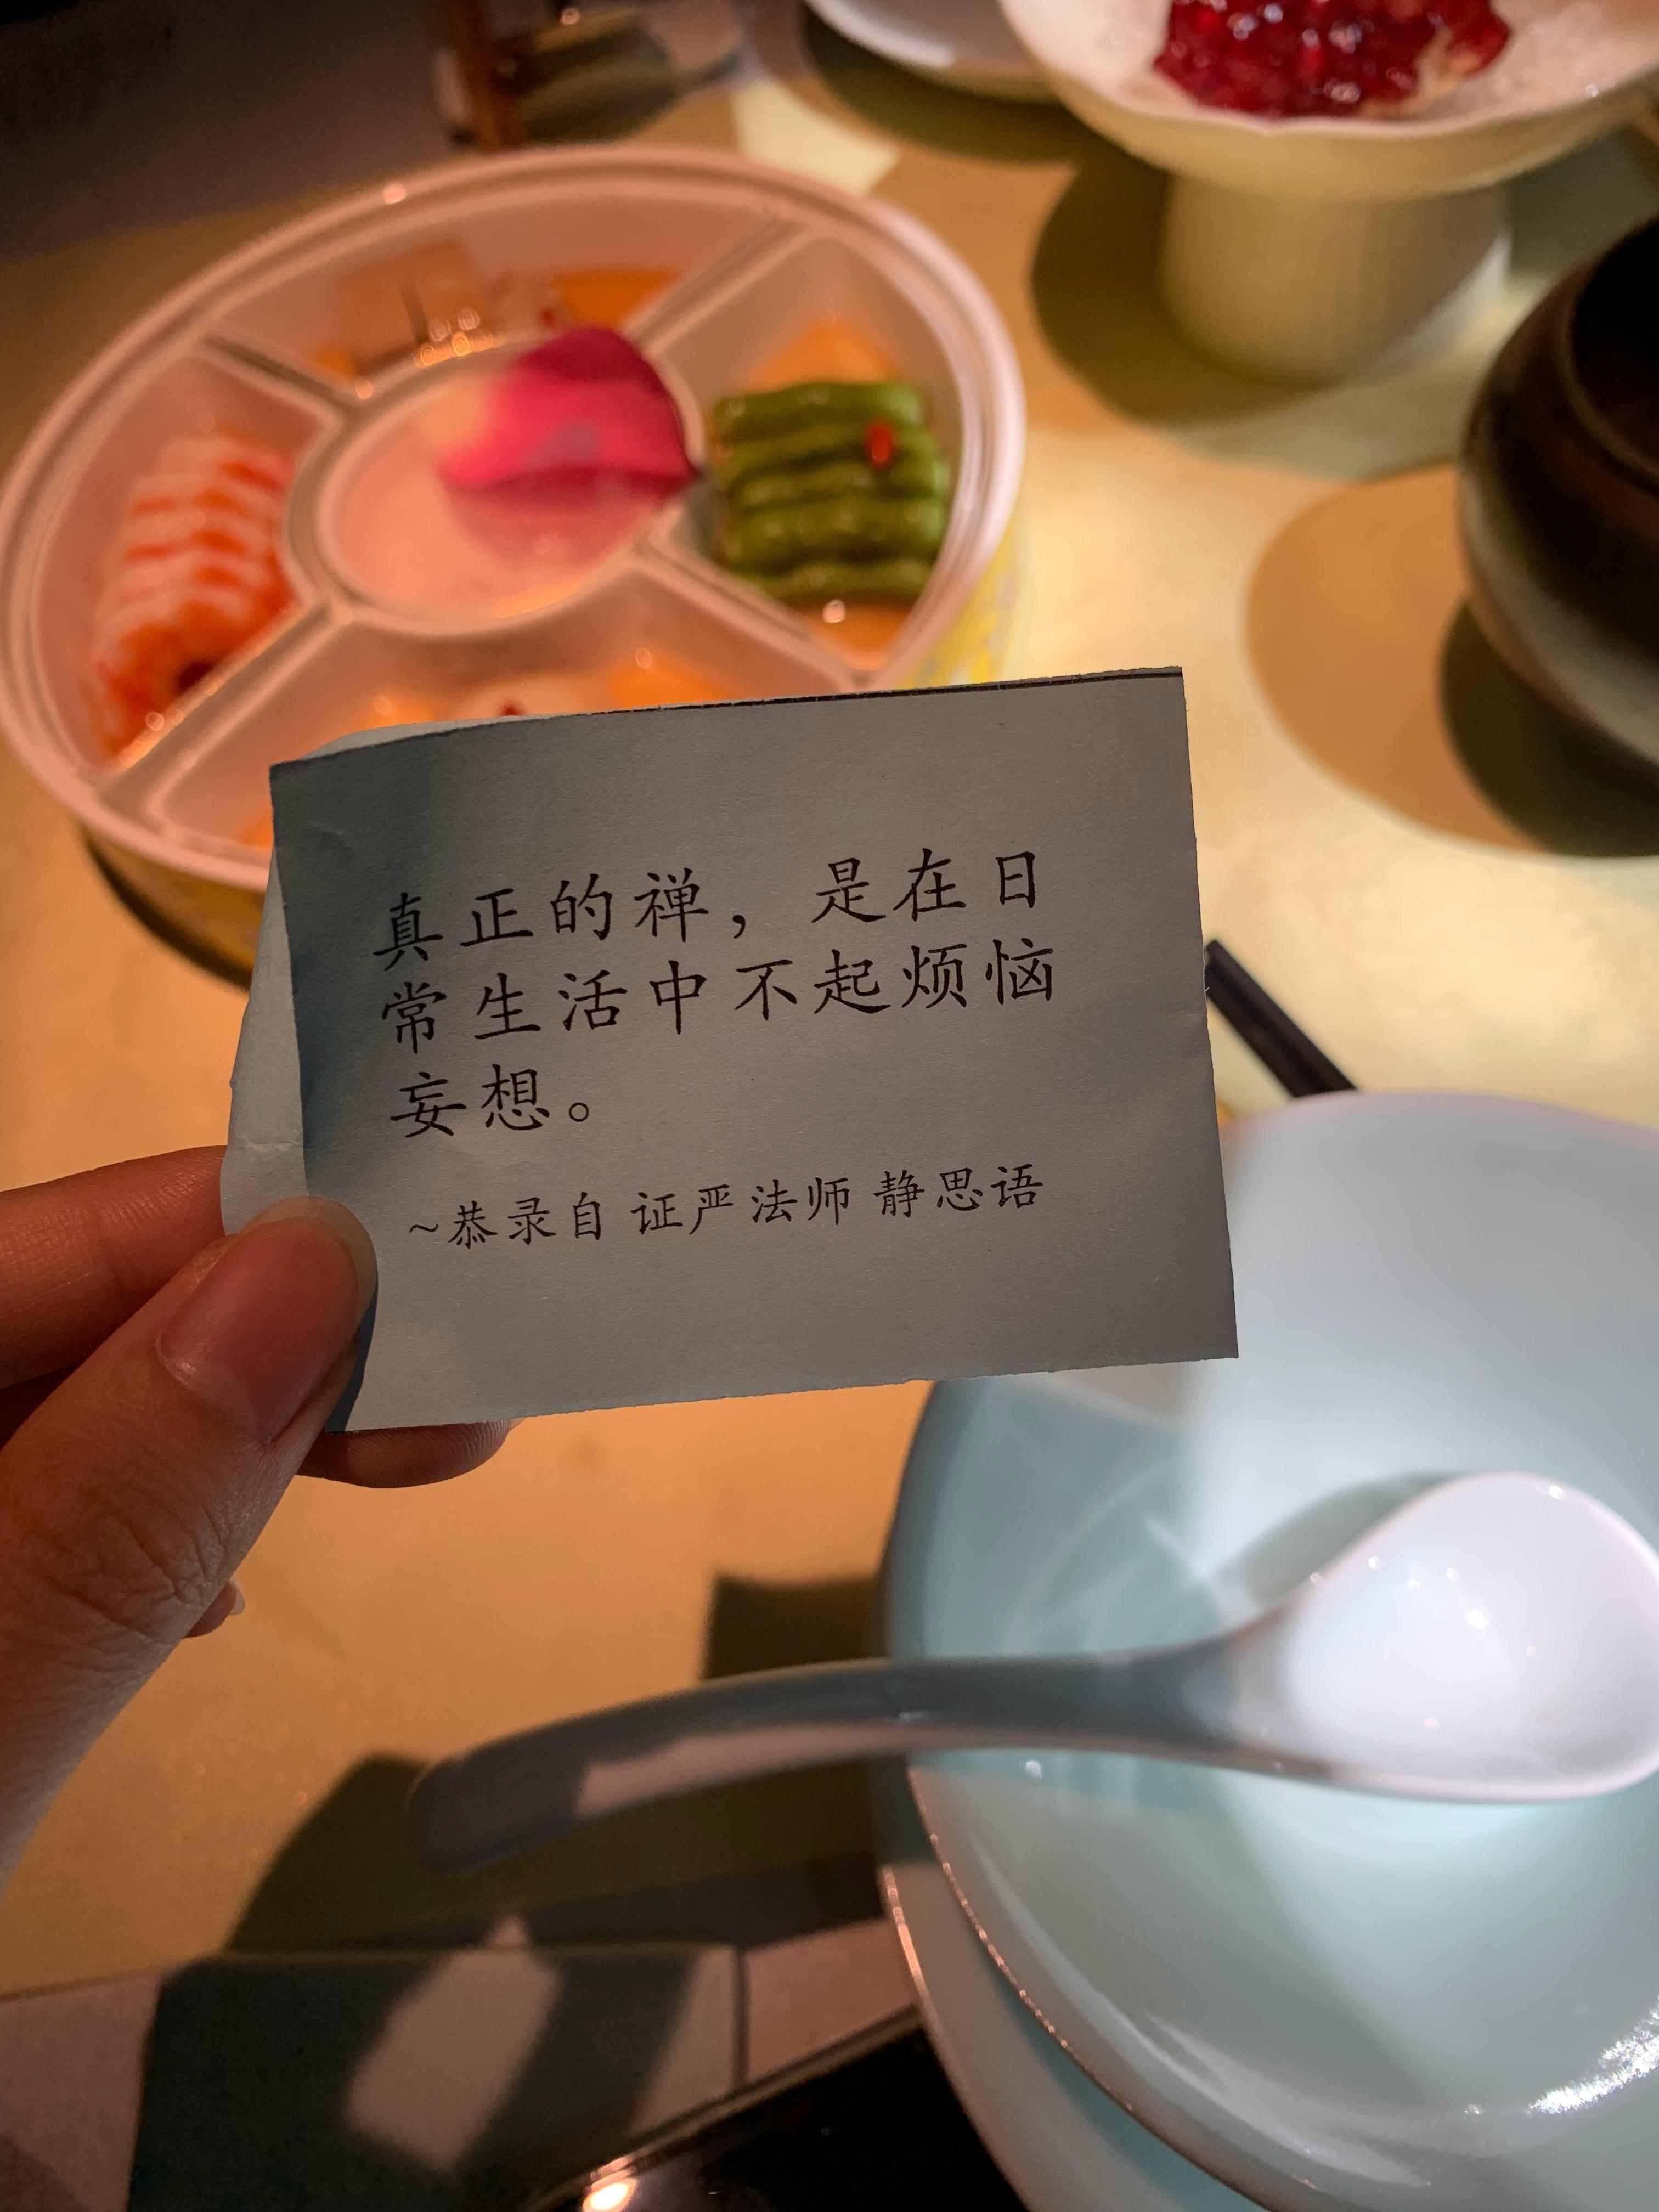 真正的禅，是在日
常生活中不起烦恼
妄想。
~恭录自 证严法师 静思语